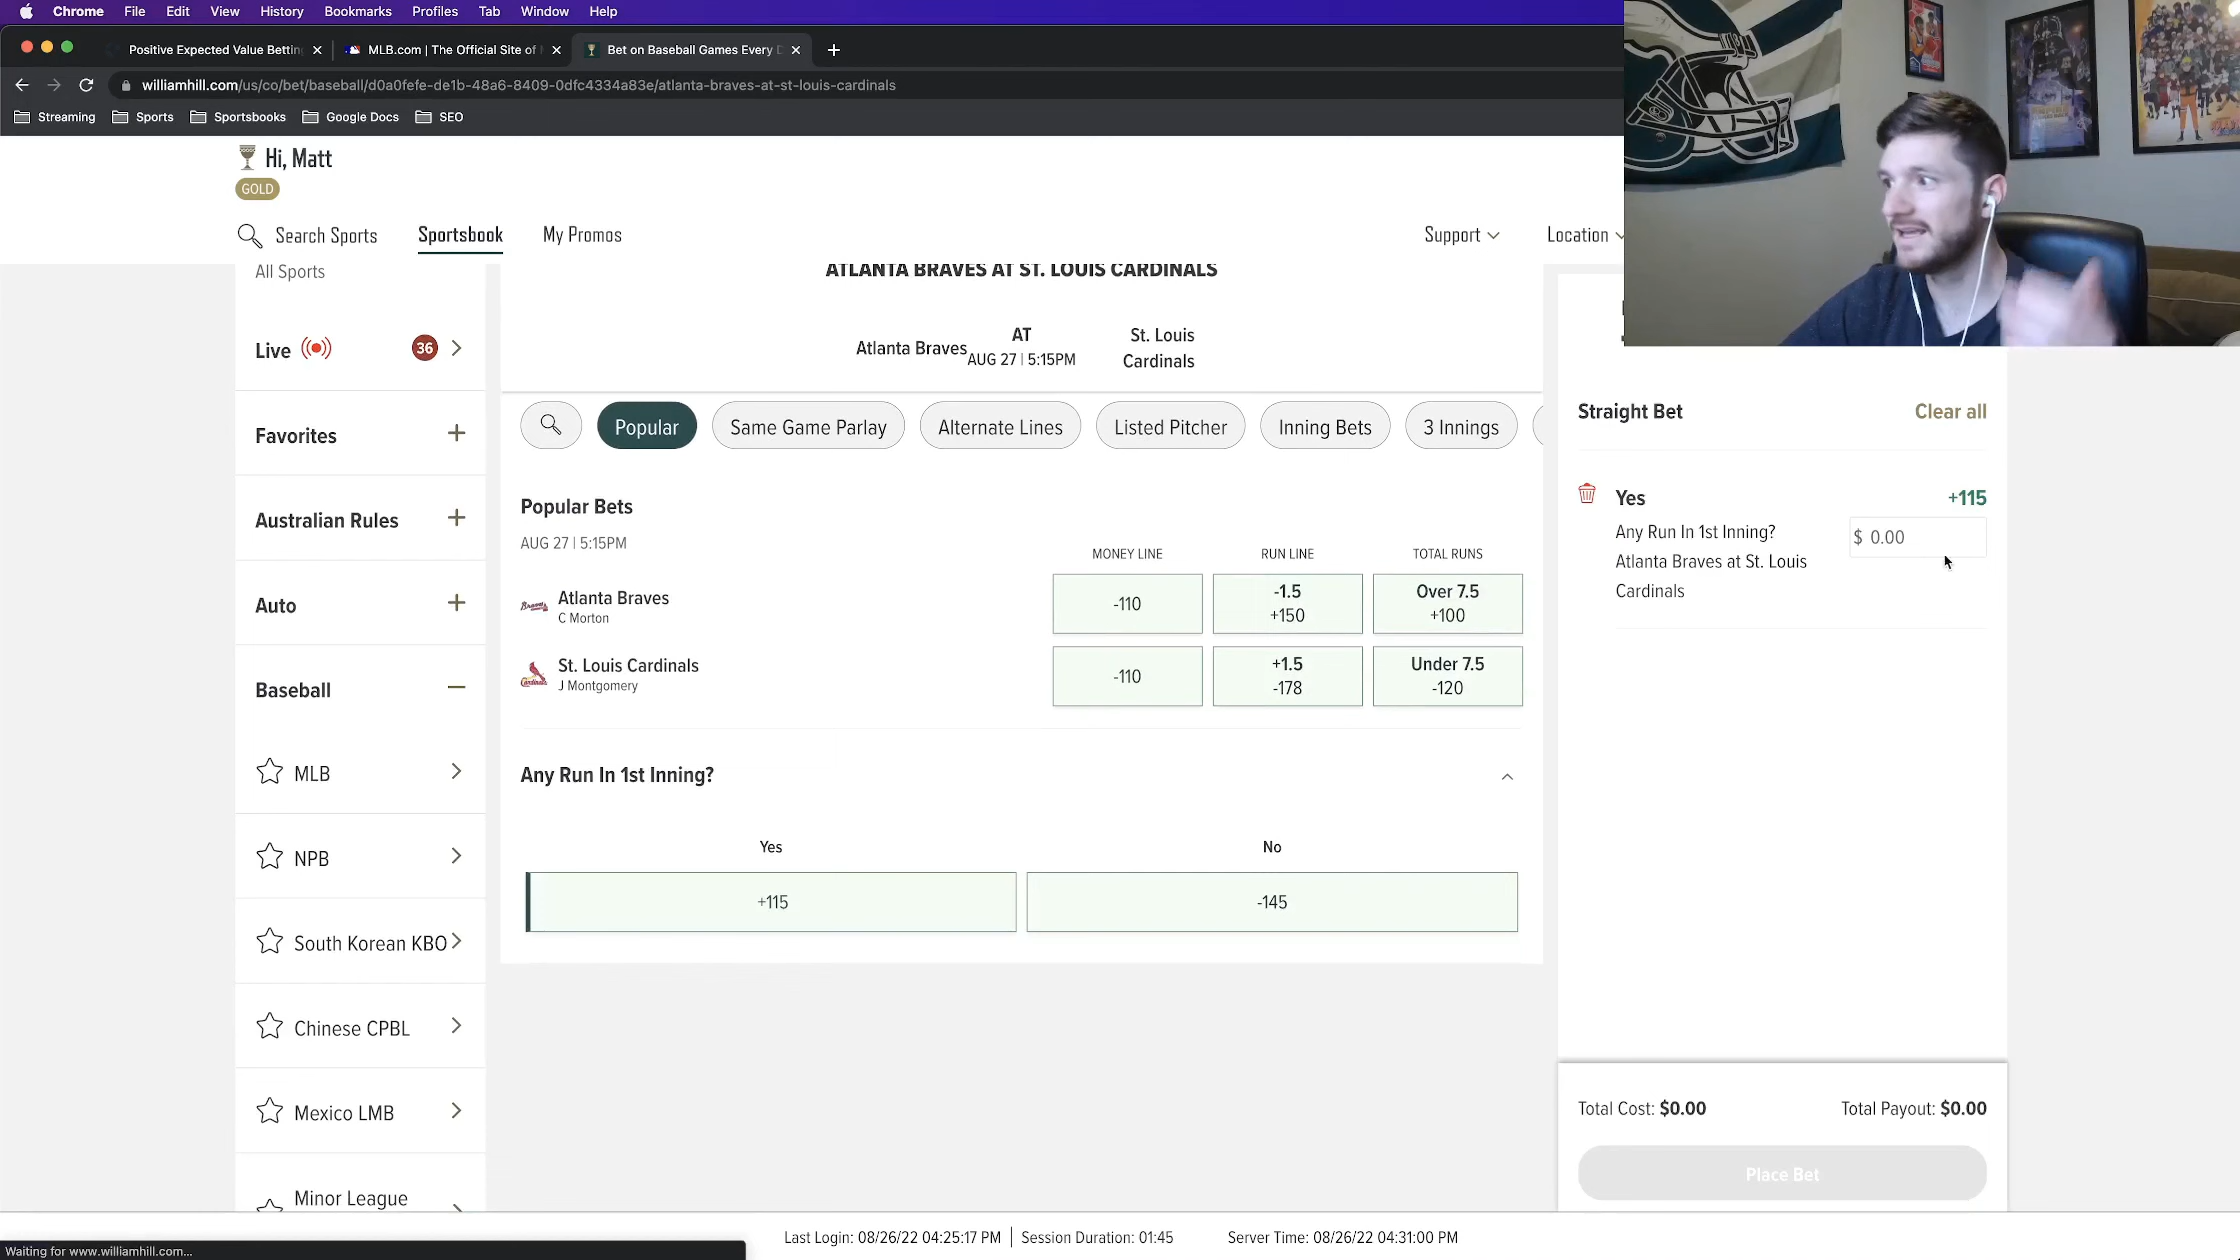 Chrome File Edit View History Bookmarks Profiles Tab Window Help
Positive Expected Value Bettin
MLB.com | The Official Site of
Bet on Baseball Games Every D
williamhill.com/us/co/bet/baseball/d0a0fefe-de1b-48a6-8409-0dfc4334a83e/atlanta-braves-at-st-louis-cardinals
Streaming Sports Sportsbooks Google Docs SEO
Hi, Matt
GOLD
Search Sports Sportsbook My Promos Support Location
All Sports
Live 36
Favorites
Australian Rules
Auto
Baseball
MLB
NPB
South Korean KBO
Chinese CPBL
Mexico LMB
Minor League
ATLANTA BRAVES AT ST. LOUIS CARDINALS
Atlanta Braves
AT
AUG 27 | 5:15PM
St. Louis
Cardinals
Popular Same Game Parlay Alternate Lines Listed Pitcher Inning Bets 3 Innings
Popular Bets
AUG 27 | 5:15PM
MONEY LINE RUN LINE TOTAL RUNS
Atlanta Braves
C Morton
-110
-1.5
+150
Over 7.5
+100
St. Louis Cardinals
J Montgomery
-110
+1.5
-178
Under 7.5
-120
Any Run In 1st Inning?
Yes No
+115 -145
Straight Bet Clear all
Yes +115
Any Run In 1st Inning? $ 0.00
Atlanta Braves at St. Louis
Cardinals
Total Cost: $0.00 Total Payout: $0.00
Place Bet
Last Login: 08/26/22 04:25:17 PM | Session Duration: 01:45 Server Time: 08/26/22 04:31:00 PM
Waiting for www.williamhill.com...